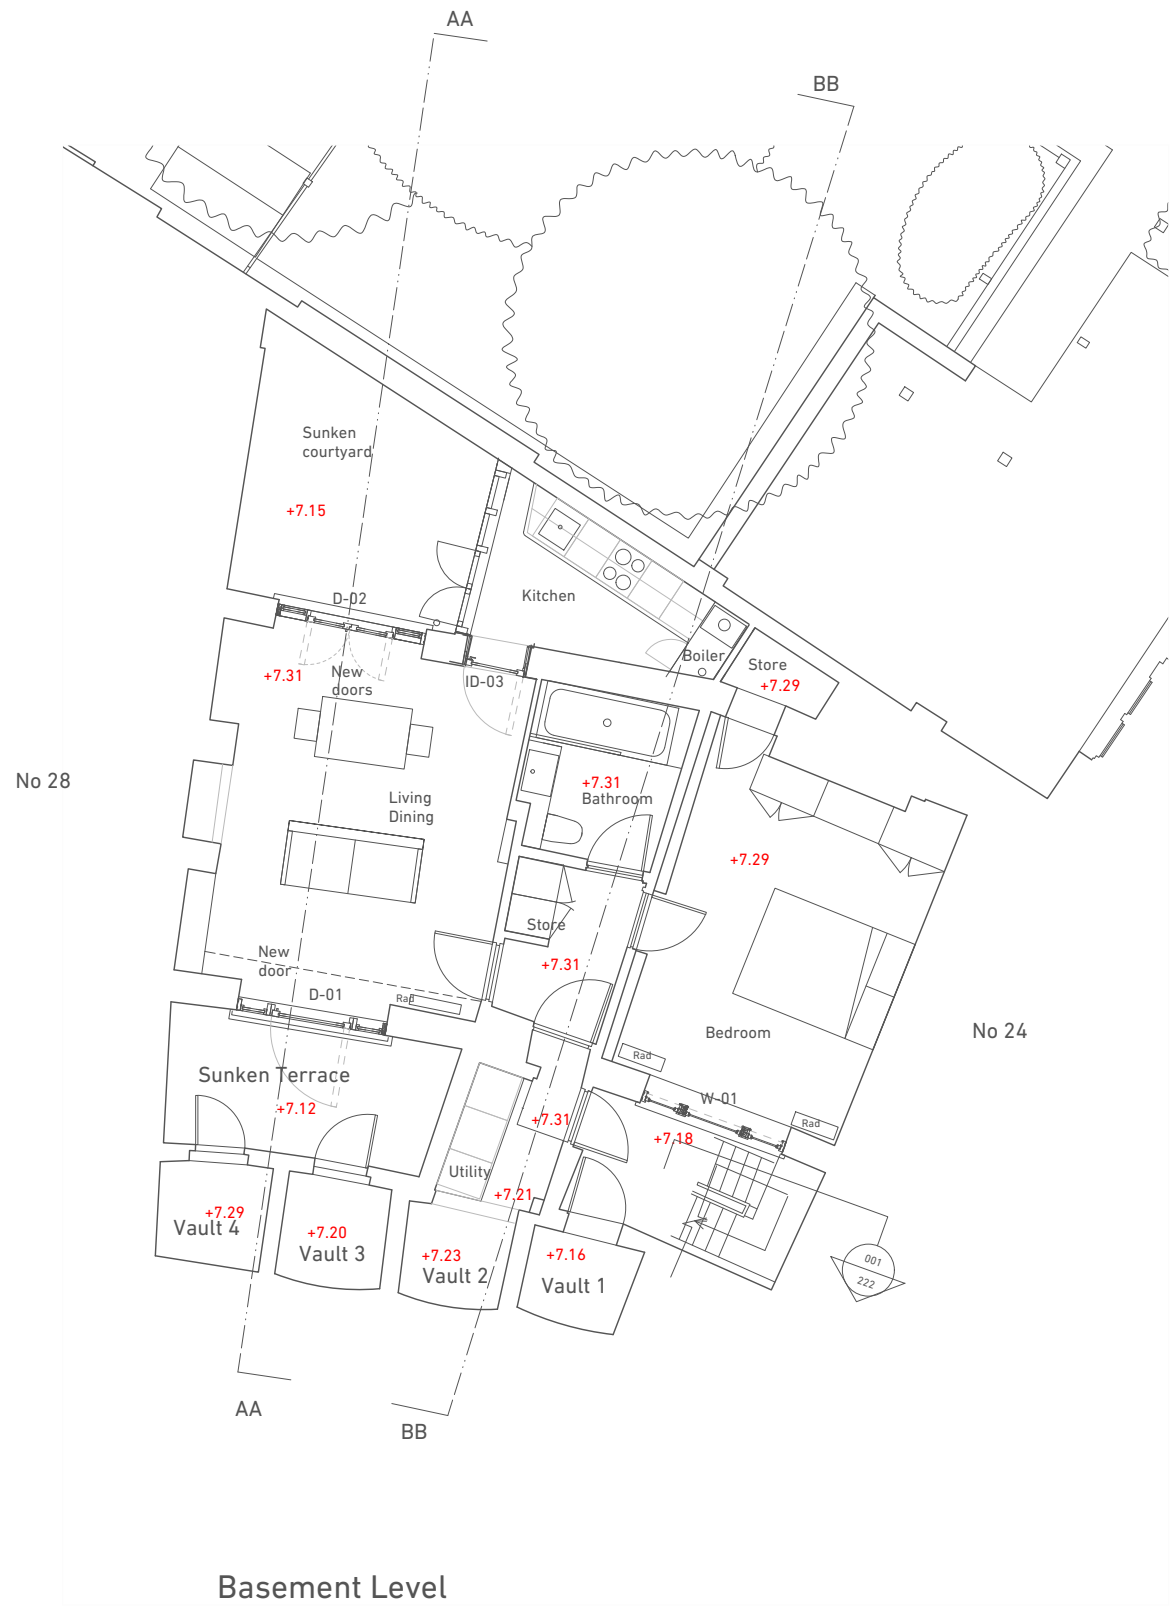 AA
BB
Sunken
courtyard
+7.15
D-02
Kitchen
+7.31
New
doors
ID-03
Boiler
Store
+7.29
No 28
+7.31
Bathroom
Living
Dining
+7.29
Store
New
door
+7.31
D-01
Rad
Bedroom
No 24
Rad
Sunken Terrace
+7.12
W-01
+7.31
Rad
+7.18
Utility
+7.21
+7.29
Vault 4
+7.20
Vault 3
+7.23
Vault 2
+7.16
Vault 1
001
222
AA
BB
Basement Level